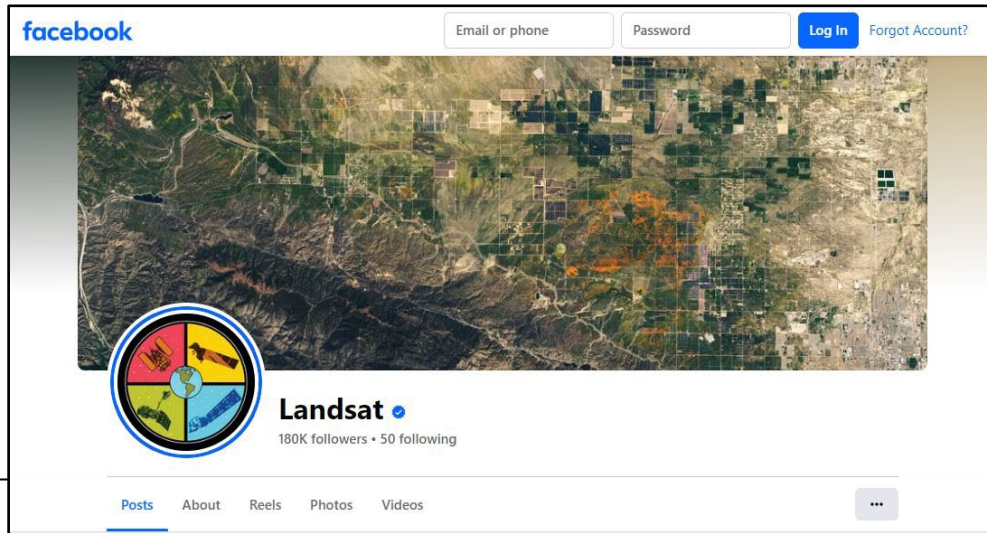 facebook Email or phone Password Log In Forgot Account?
Landsat
180K followers • 50 following
Posts About Reels Photos Videos